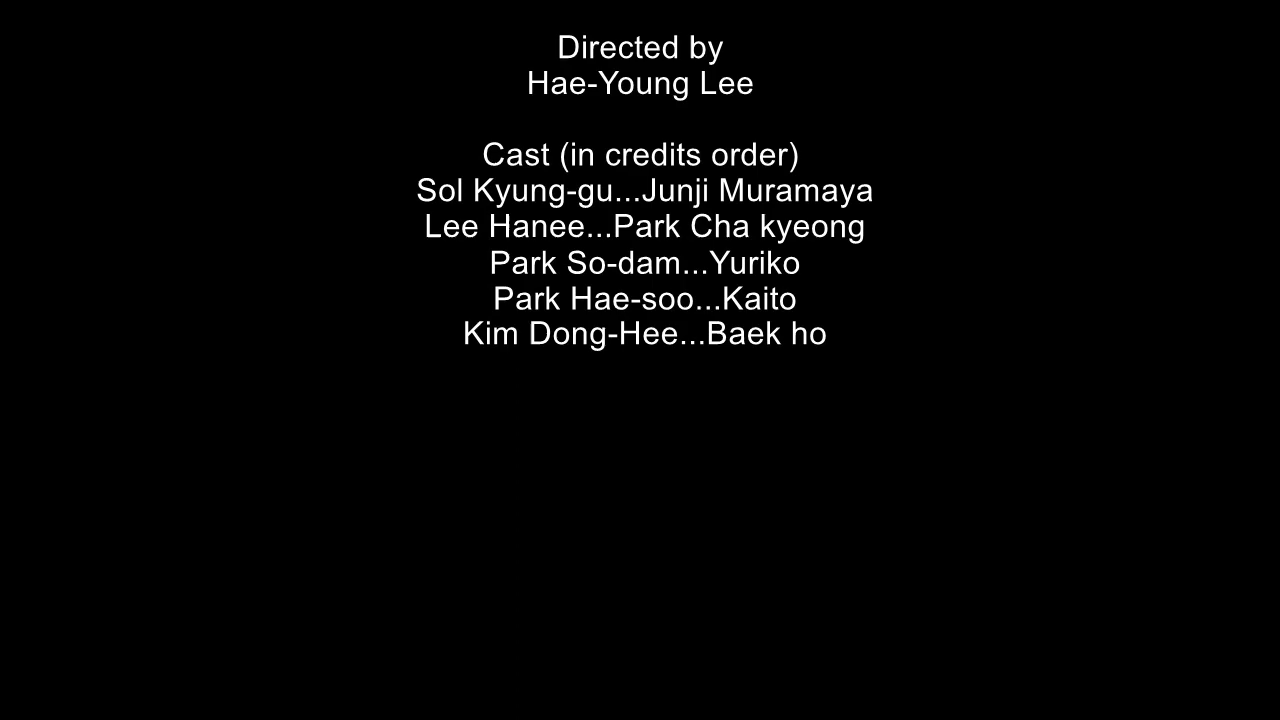 Directed by
Hae-Young Lee
Cast (in credits order)
Sol Kyung-gu...Junji Muramaya
Lee Hanee...Park Cha kyeong
Park So-dam...Yuriko
Park Hae-soo...Kaito
Kim Dong-Hee...Baek ho